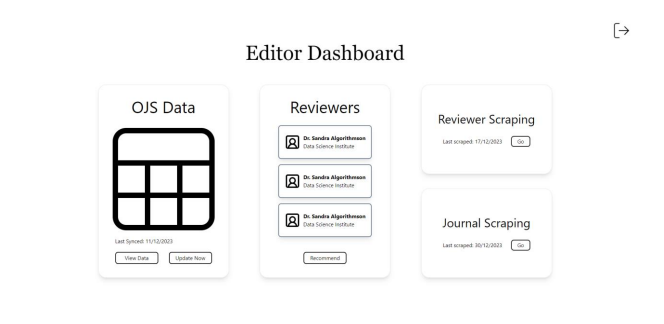 Editor Dashboard
OJS Data
Last Synced: 11/12/2023
View Data
Update Now
Reviewers
Dr. Sandra Algorithmson
Data Science Institute
Dr. Sandra Algorithmson
Data Science Institute
Dr. Sandra Algorithmson
Data Science Institute
Recommend
Reviewer Scraping
Last scraped: 17/12/2023
Go
Journal Scraping
Last scraped: 30/12/2023
Go